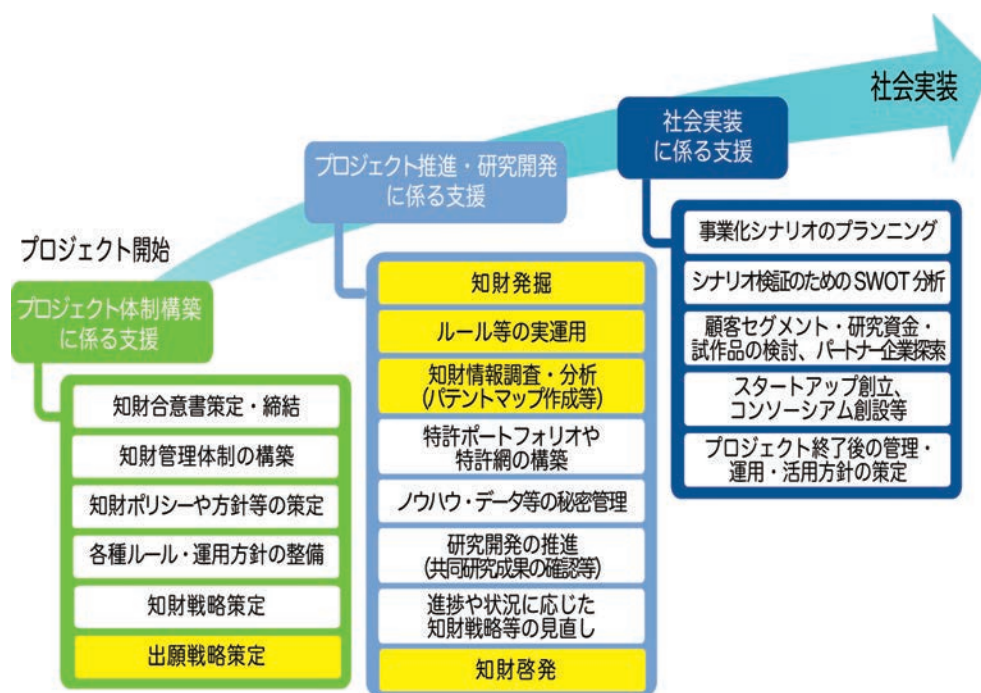 社会実装
社会実装
に係る支援
プロジェクト推進・研究開発
に係る支援
プロジェクト開始
プロジェクト体制構築
に係る支援
知財合意書策定・締結
知財管理体制の構築
知財ポリシーや方針等の策定
各種ルール・運用方針の整備
知財戦略策定
出願戦略策定
知財発掘
ルール等の実運用
知財情報調査・分析
(パテントマップ作成等)
特許ポートフォリオや
特許網の構築
ノウハウ・データ等の秘密管理
研究開発の推進
(共同研究成果の確認等)
進捗や状況に応じた
知財戦略等の見直し
知財啓発
事業化シナリオのプランニング
シナリオ検証のための SWOT 分析
顧客セグメント・研究資金・
試作品の検討、パートナー企業探索
スタートアップ創立、
コンソーシアム創設等
プロジェクト終了後の管理・
運用・活用方針の策定